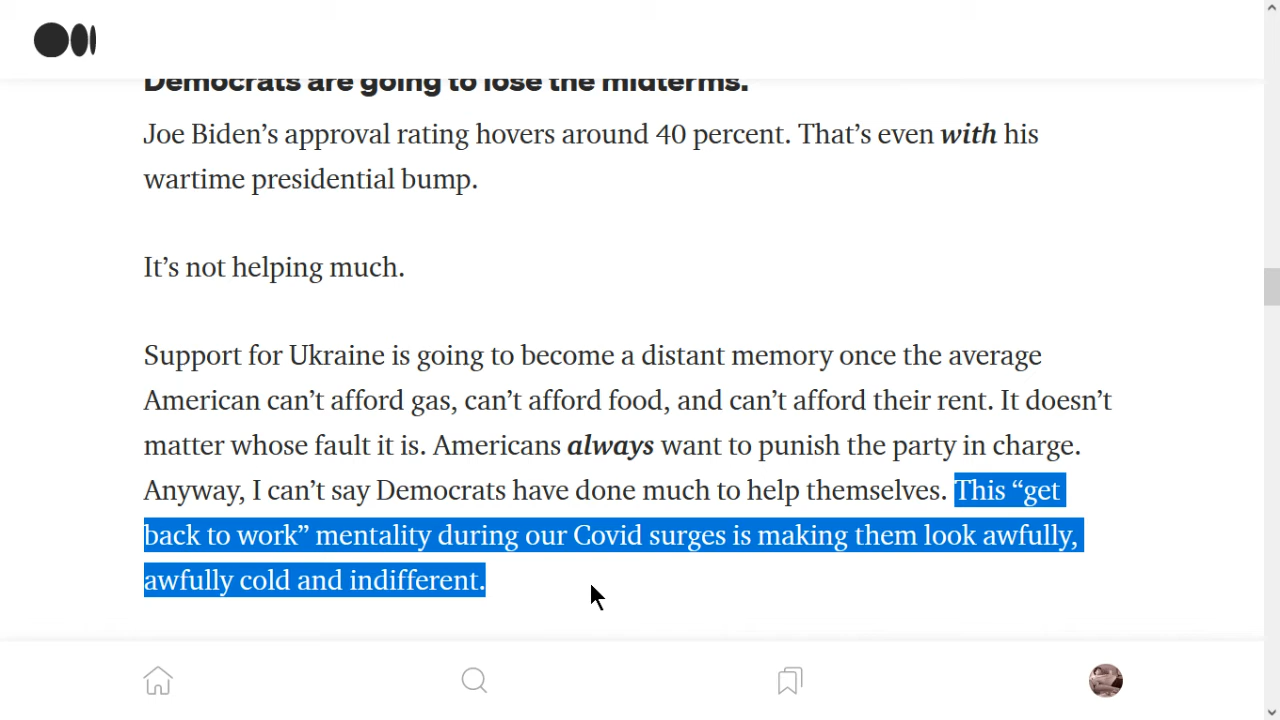 Democrats are going to lose the midterms.
Joe Biden’s approval rating hovers around 40 percent. That’s even with his
wartime presidential bump.
It’s not helping much.
Support for Ukraine is going to become a distant memory once the average
American can’t afford gas, can’t afford food, and can’t afford their rent. It doesn’t
matter whose fault it is. Americans always want to punish the party in charge.
Anyway, I can’t say Democrats have done much to help themselves. This “get
back to work” mentality during our Covid surges is making them look awfully,
awfully cold and indifferent.